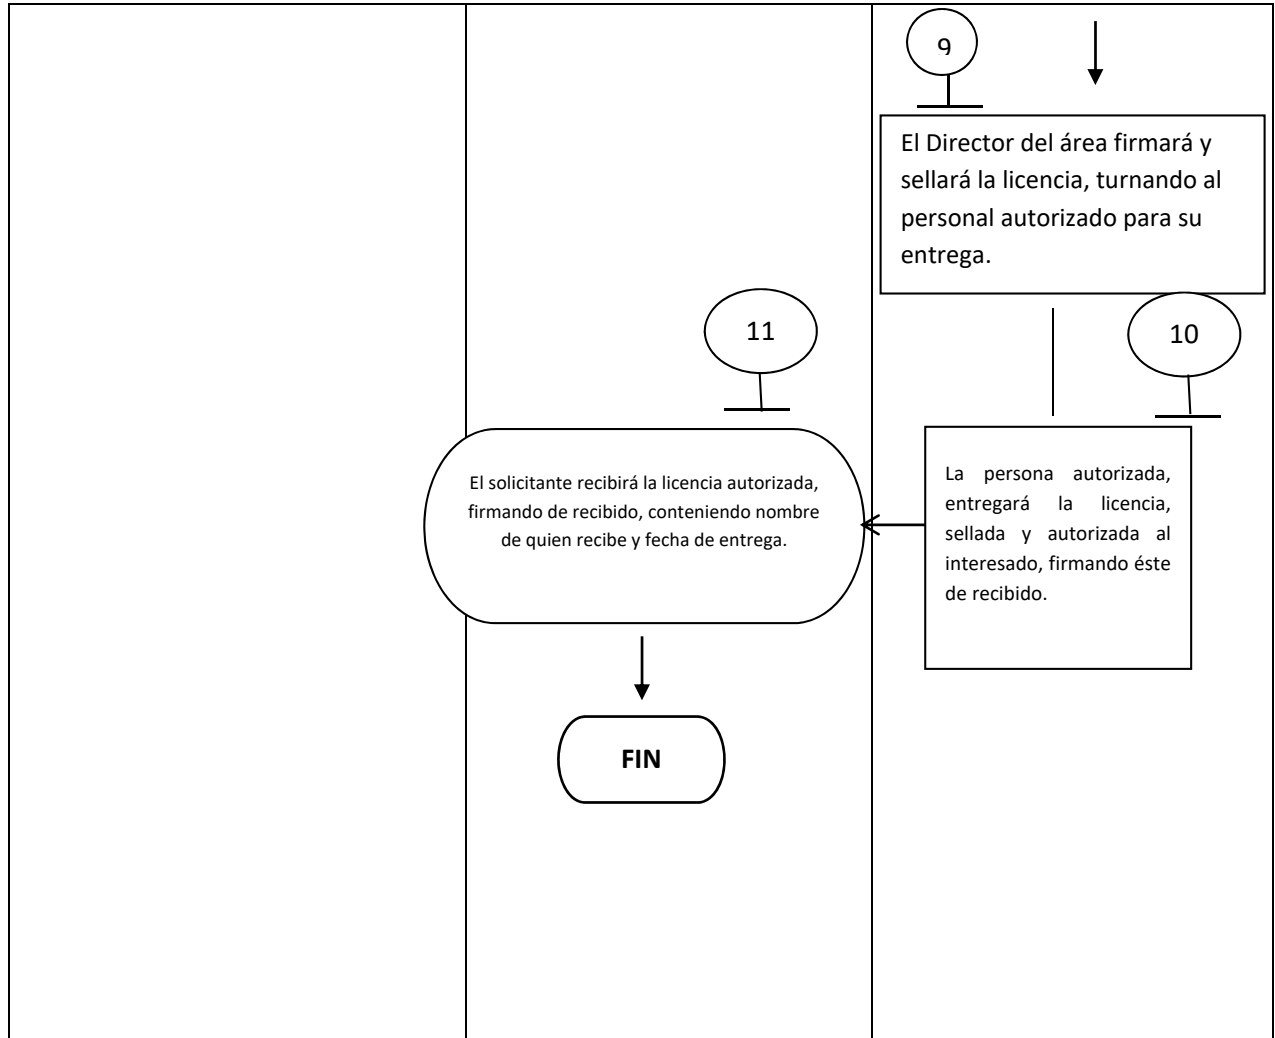 9
El Director del área firmará y
sellará la licencia, turnando al
personal autorizado para su
entrega.
10
La persona autorizada,
entregará la licencia,
sellada y autorizada al
interesado, firmando éste
de recibido.
11
El solicitante recibirá la licencia autorizada,
firmando de recibido, conteniendo nombre
de quien recibe y fecha de entrega.
FIN